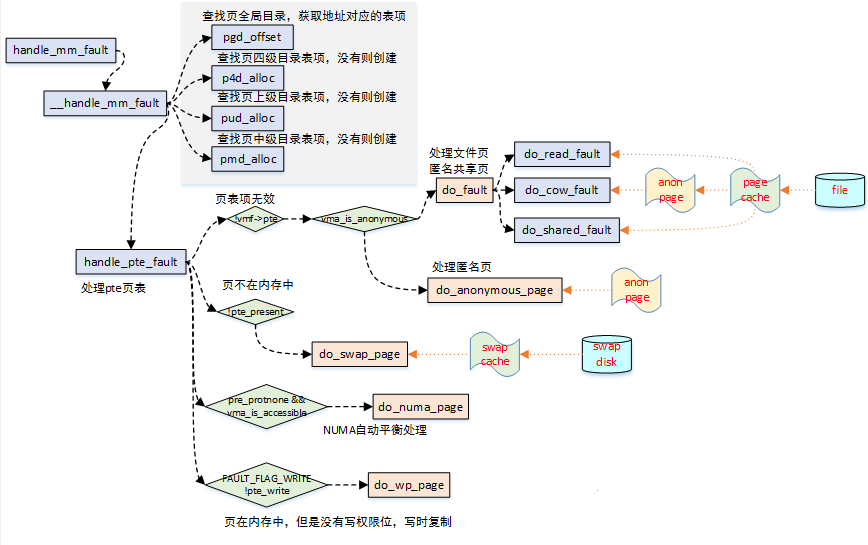 查找页全局目录，获取地址对应的表项
pgd_offset
handle_mm_fault
查找页四级目录表项，没有则创建
p4d_alloc
__handle_mm_fault
查找页上级目录表项，没有则创建
pud_alloc
查找页中级目录表项，没有则创建
pmd_alloc
处理文件页
匿名共享页
do_read_fault
do_fault
do_cow_fault
anon
page
page
cache
file
页表项无效
!vmf->pte
vma_is_anonymous
do_shared_fault
handle_pte_fault
处理pte页表
处理匿名页
页不在内存中
do_anonymous_page
anon
page
!pte_present
do_swap_page
swap
cache
swap
disk
pre_protnone &&
vma_is_accessible
do_numa_page
NUMA自动平衡处理
FAULT_FLAG_WRITE
!pte_write
do_wp_page
页在内存中，但是没有写权限位，写时复制